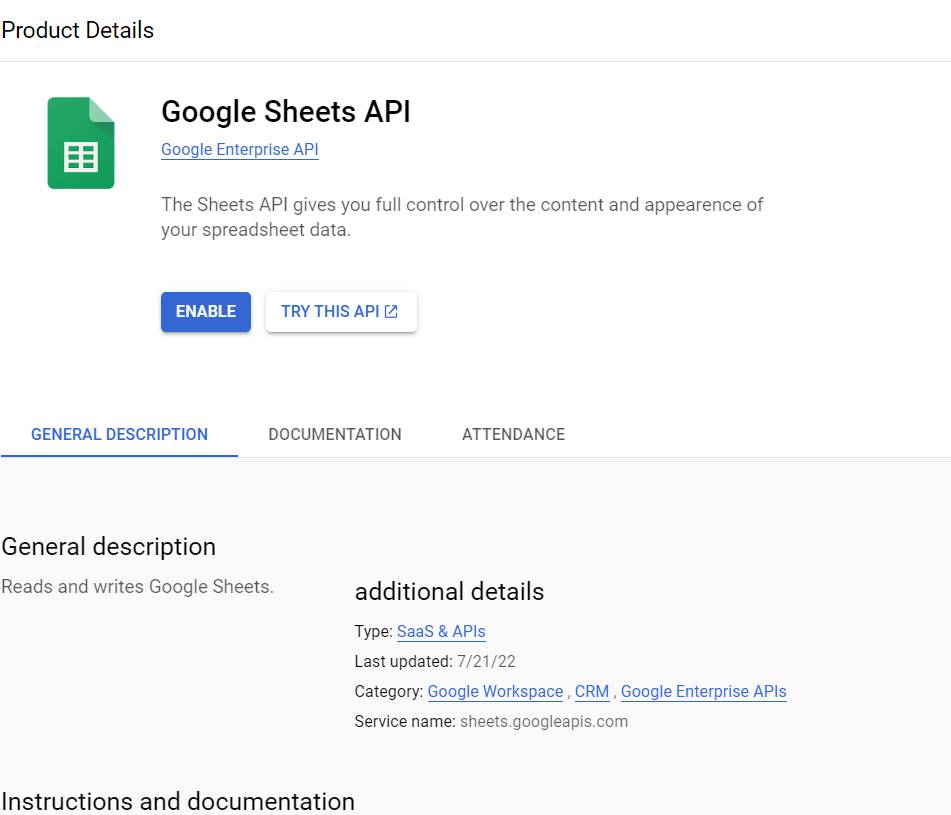 Product Details
Google Sheets API
Google Enterprise API
The Sheets API gives you full control over the content and appearence of
your spreadsheet data.
ENABLE
TRY THIS API
GENERAL DESCRIPTION
DOCUMENTATION
ATTENDANCE
General description
Reads and writes Google Sheets.
additional details
Type: SaaS & APIs
Last updated: 7/21/22
Category: Google Workspace , CRM , Google Enterprise APIs
Service name: sheets.googleapis.com
Instructions and documentation